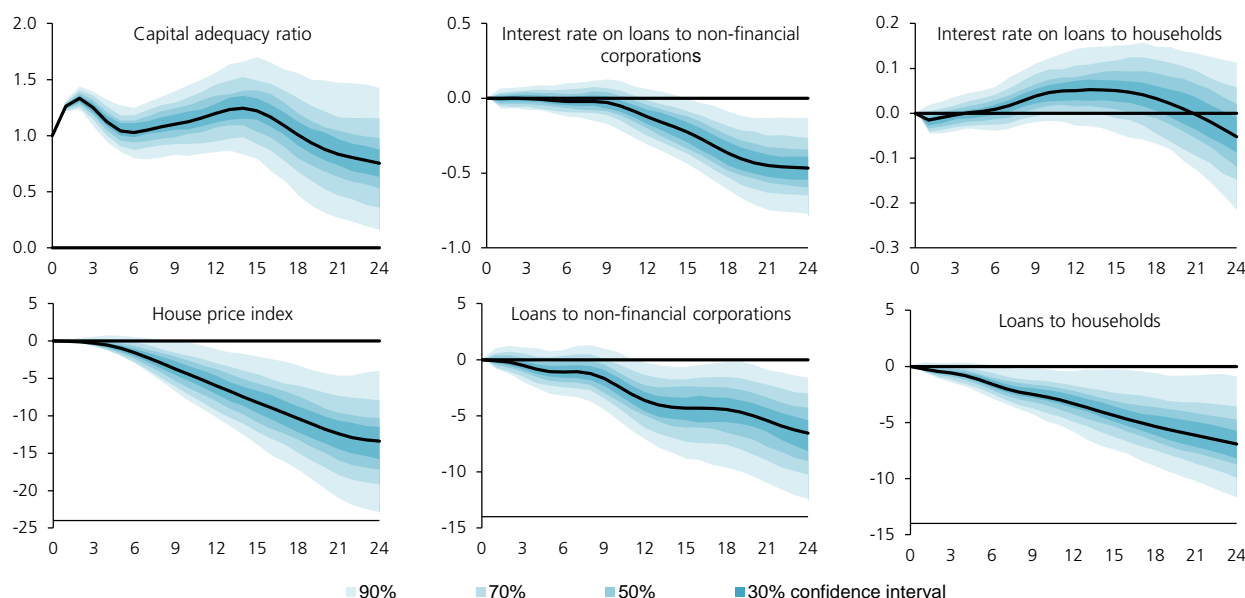 Capital adequacy ratio
2.0
1.5
1.0
0.5
0.0
0 3 6 9 12 15 18 21 24
Interest rate on loans to non-financial
corporations
0.5
0.0
-0.5
-1.0
0 3 6 9 12 15 18 21 24
Interest rate on loans to households
0.2
0.1
0.0
-0.1
-0.2
-0.3
0 3 6 9 12 15 18 21 24
House price index
5
0
-5
-10
-15
-20
-25
0 3 6 9 12 15 18 21 24
Loans to non-financial corporations
5
0
-5
-10
-15
0 3 6 9 12 15 18 21 24
Loans to households
5
0
-5
-10
-15
0 3 6 9 12 15 18 21 24
90% 70% 50% 30% confidence interval